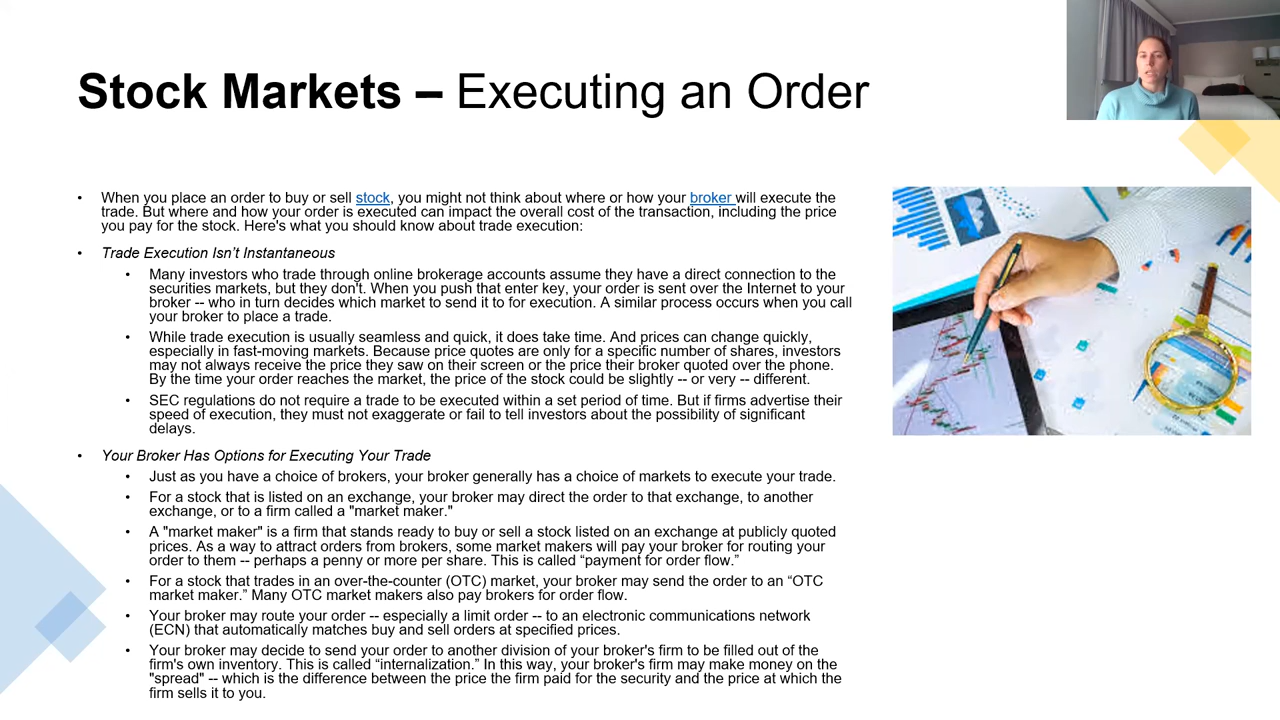 Stock Markets – Executing an Order
• When you place an order to buy or sell stock, you might not think about where or how your broker will execute the
trade. But where and how your order is executed can impact the overall cost of the transaction, including the price
you pay for the stock. Here's what you should know about trade execution:
• Trade Execution Isn’t Instantaneous
• Many investors who trade through online brokerage accounts assume they have a direct connection to the
securities markets, but they don't. When you push that enter key, your order is sent over the Internet to your
broker -- who in turn decides which market to send it to for execution. A similar process occurs when you call
your broker to place a trade.
• While trade execution is usually seamless and quick, it does take time. And prices can change quickly,
especially in fast-moving markets. Because price quotes are only for a specific number of shares, investors
may not always receive the price they saw on their screen or the price their broker quoted over the phone.
By the time your order reaches the market, the price of the stock could be slightly -- or very -- different.
• SEC regulations do not require a trade to be executed within a set period of time. But if firms advertise their
speed of execution, they must not exaggerate or fail to tell investors about the possibility of significant
delays.
• Your Broker Has Options for Executing Your Trade
• Just as you have a choice of brokers, your broker generally has a choice of markets to execute your trade.
• For a stock that is listed on an exchange, your broker may direct the order to that exchange, to another
exchange, or to a firm called a "market maker."
• A "market maker" is a firm that stands ready to buy or sell a stock listed on an exchange at publicly quoted
prices. As a way to attract orders from brokers, some market makers will pay your broker for routing your
order to them -- perhaps a penny or more per share. This is called “payment for order flow.”
• For a stock that trades in an over-the-counter (OTC) market, your broker may send the order to an “OTC
market maker.” Many OTC market makers also pay brokers for order flow.
• Your broker may route your order -- especially a limit order -- to an electronic communications network
(ECN) that automatically matches buy and sell orders at specified prices.
• Your broker may decide to send your order to another division of your broker's firm to be filled out of the
firm's own inventory. This is called “internalization.” In this way, your broker's firm may make money on the
"spread" -- which is the difference between the price the firm paid for the security and the price at which the
firm sells it to you.